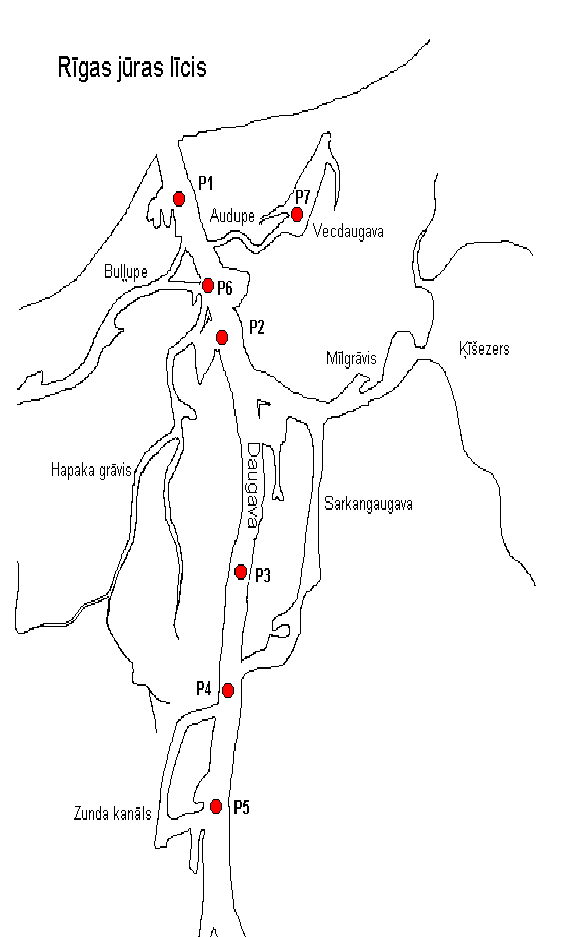 Rīgas jūras līcis
P1
P7
Audupe
Vecdaugava
Buļļupe
P6
P2
Mīlgrāvis
Ķīšezers
Hapaka grāvis
Daugava
Sarkangaugava
P3
P4
Zunda kanāls
P5